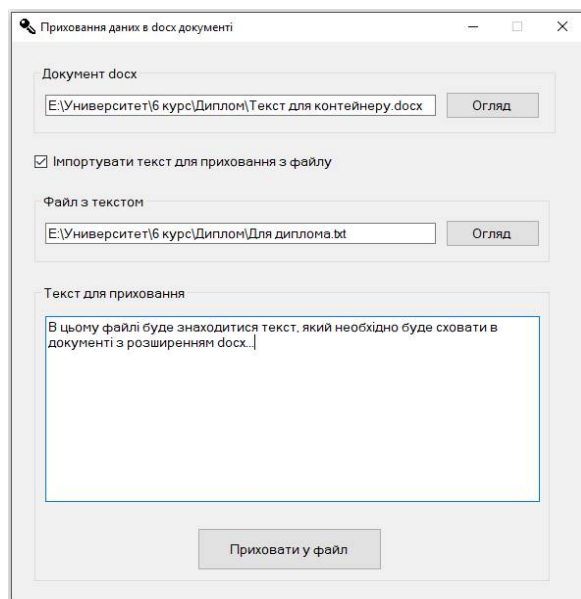 Приховання даних в docx документі
Документ docx
E:\Университет\6 курс\Диплом\Текст для контейнеру.docx
Огляд
Імпортувати текст для приховання з файлу
Файл з текстом
E:\Университет\6 курс\Диплом\Для диплома.txt
Огляд
Текст для приховання
В цьому файлі буде знаходитися текст, який необхідно буде сховати в
документі з розширенням docx...
Приховати у файл